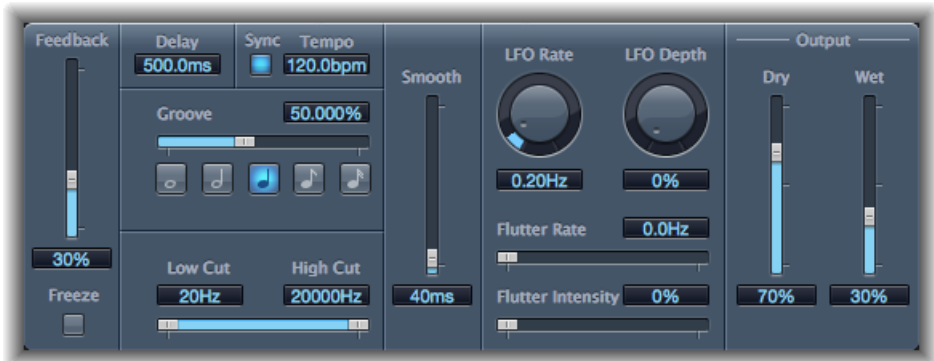 Feedback
30%
Freeze
Delay
500.0ms
Sync Tempo
120.0bpm
Groove 50.000%
Low Cut High Cut
20Hz 20000Hz
Smooth
40ms
LFO Rate LFO Depth
0.20Hz 0%
Flutter Rate 0.0Hz
Flutter Intensity 0%
Output
Dry Wet
70% 30%